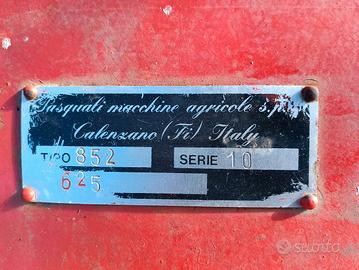 Pasquali macchine agricole s.p.a.
Calenzano (Fi) Italy
TIPO 852 SERIE 10
625
subito